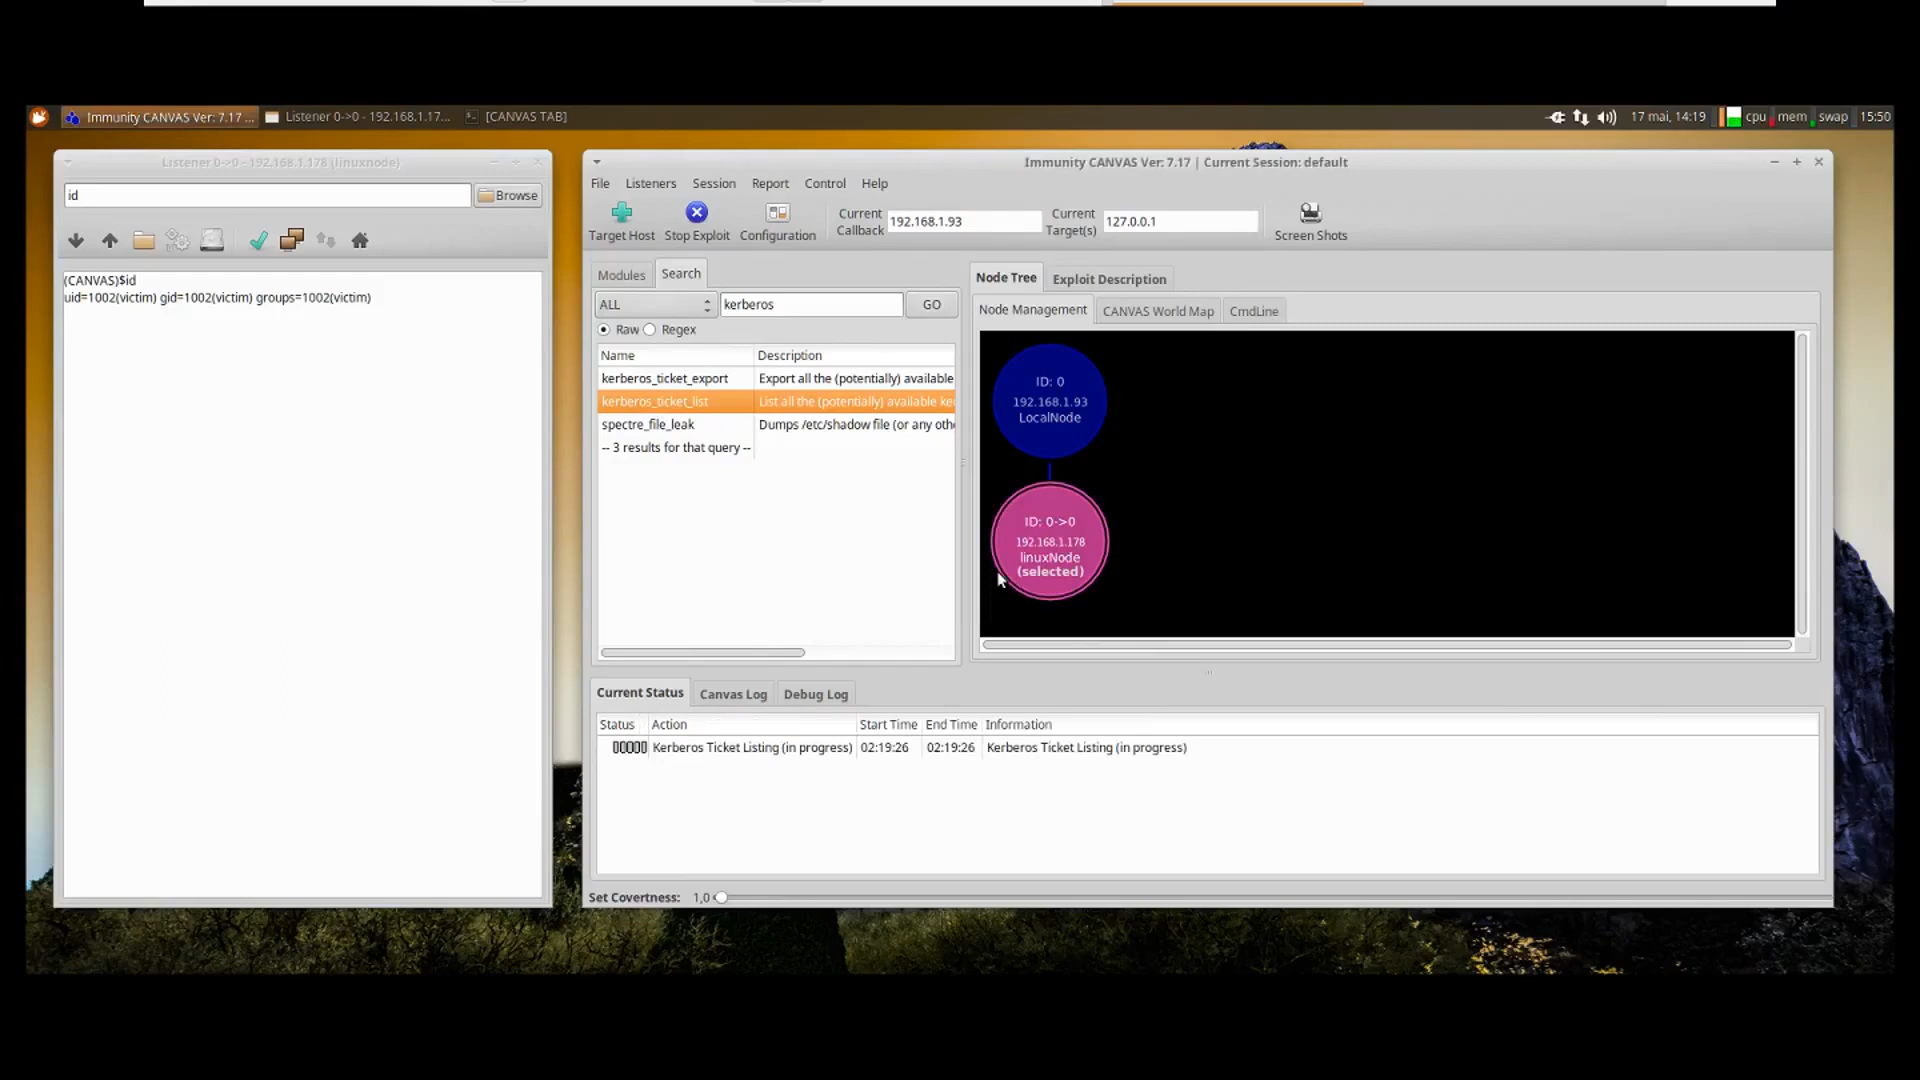 Immunity CANVAS Ver: 7.17 ... Listener 0->0 - 192.168.1.17... [CANVAS TAB] 17 mai, 14:19 cpu mem swap 15:50
Listener 0->0 - 192.168.1.178 (linuxnode)
id Browse
(CANVAS)$id
uid=1002(victim) gid=1002(victim) groups=1002(victim)
Immunity CANVAS Ver: 7.17 | Current Session: default
File Listeners Session Report Control Help
Target Host Stop Exploit Configuration
Current Callback 192.168.1.93
Current Target(s) 127.0.0.1
Screen Shots
Modules Search
ALL kerberos GO
Raw Regex
Name Description
kerberos_ticket_export Export all the (potentially) available
kerberos_ticket_list List all the (potentially) available ke
spectre_file_leak Dumps /etc/shadow file (or any oth
-- 3 results for that query --
Node Tree Exploit Description
Node Management CANVAS World Map CmdLine
ID: 0
192.168.1.93
LocalNode
ID: 0->0
192.168.1.178
linuxNode
(selected)
Current Status Canvas Log Debug Log
Status Action Start Time End Time Information
Kerberos Ticket Listing (in progress) 02:19:26 02:19:26 Kerberos Ticket Listing (in progress)
Set Covertness: 1,0